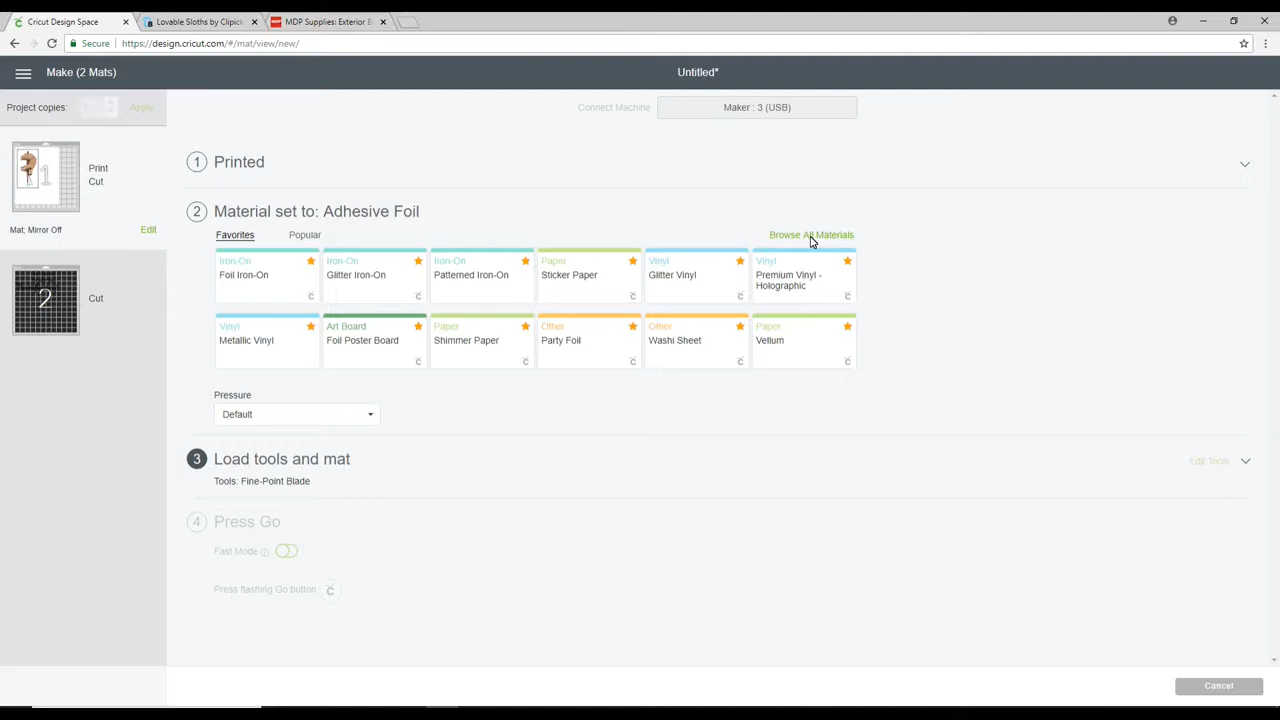 Cricut Design Space
Lovable Sloths by Clipick
MDP Supplies: Exterior B
Secure
https://design.cricut.com/#/mat/view/new/
Make (2 Mats)
Untitled*
Project copies:
1
Apply
Connect Machine
Maker : 3 (USB)
Print
Cut
Mat; Mirror Off
Edit
2
Cut
1 Printed
2 Material set to: Adhesive Foil
Favorites
Popular
Browse All Materials
Iron-On
Foil Iron-On
Iron-On
Glitter Iron-On
Iron-On
Patterned Iron-On
Paper
Sticker Paper
Vinyl
Glitter Vinyl
Vinyl
Premium Vinyl -
Holographic
Vinyl
Metallic Vinyl
Art Board
Foil Poster Board
Paper
Shimmer Paper
Other
Party Foil
Other
Washi Sheet
Paper
Vellum
Pressure
Default
3 Load tools and mat
Edit Tools
Tools: Fine-Point Blade
4 Press Go
Fast Mode
Press flashing Go button
Cancel